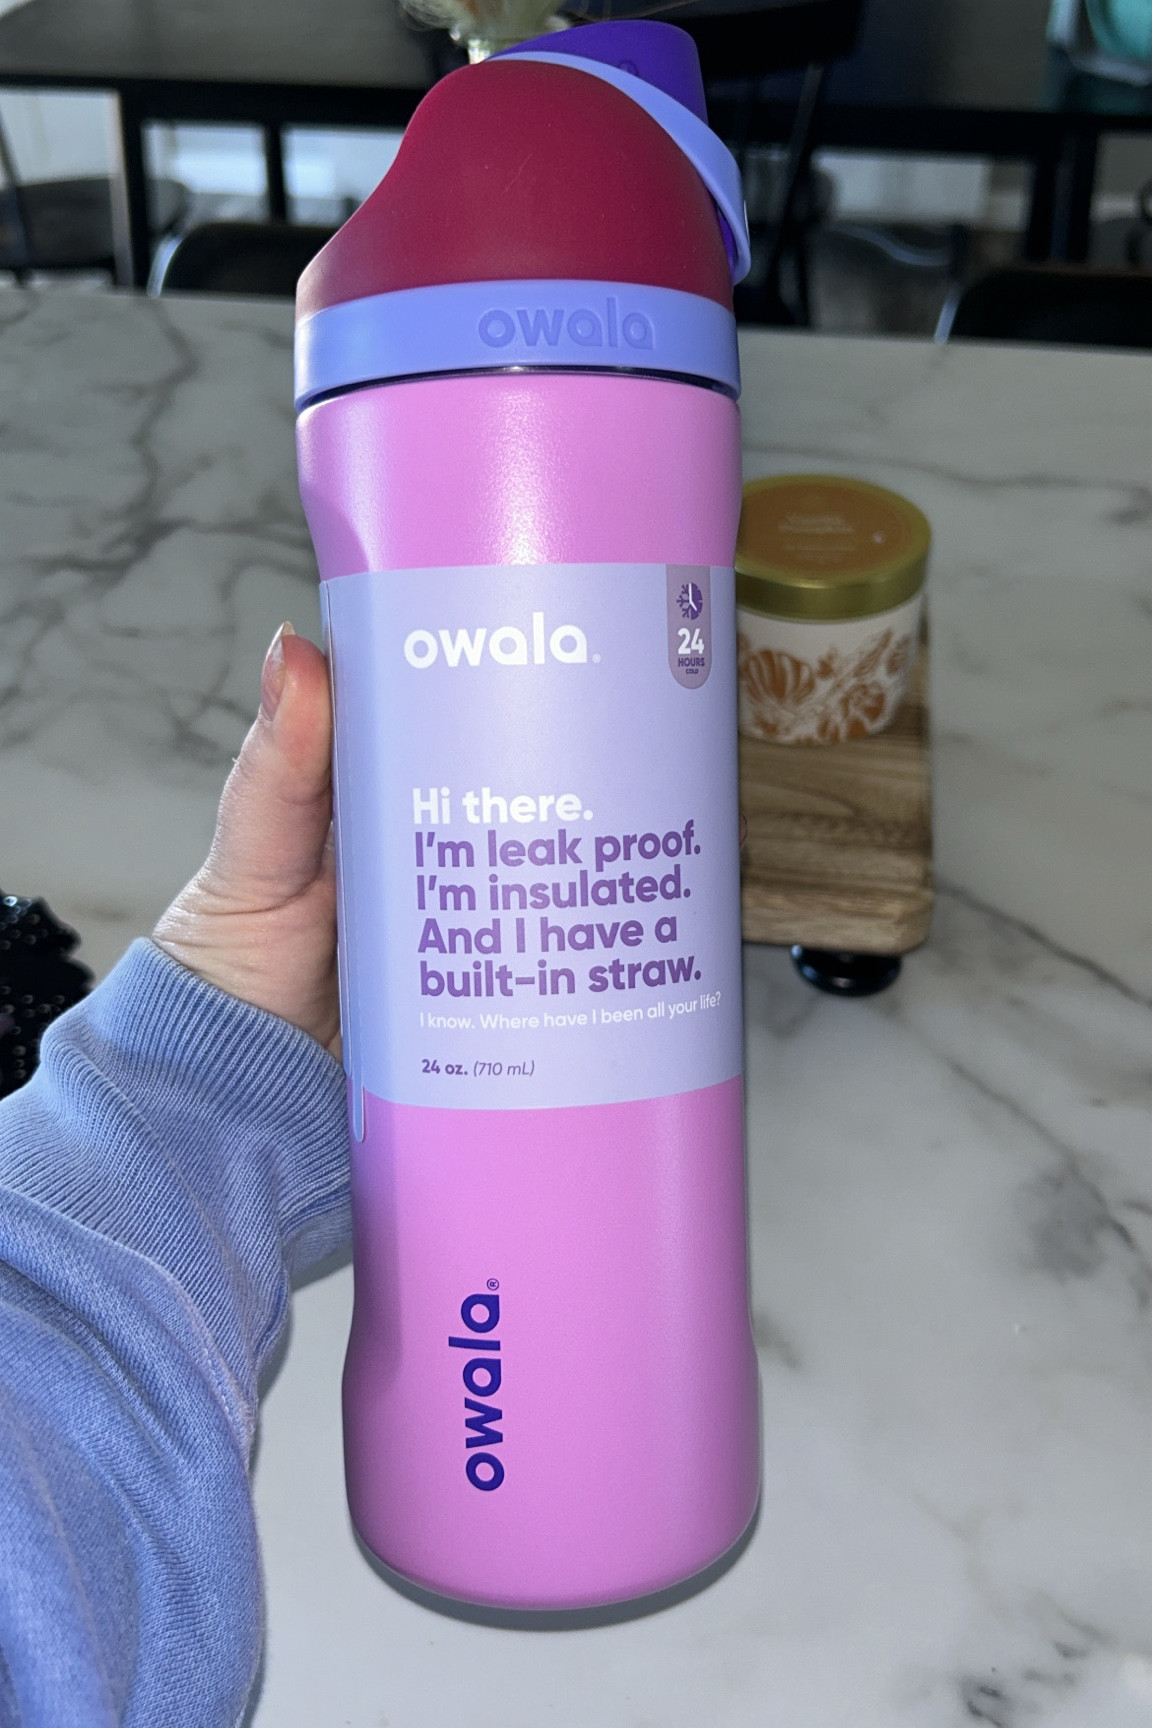 owala
owala®
24
HOURS
COLD
Hi there.
I'm leak proof.
I'm insulated.
And I have a
built-in straw.
I know. Where have I been all your life?
24 oz. (710 mL)
owala®